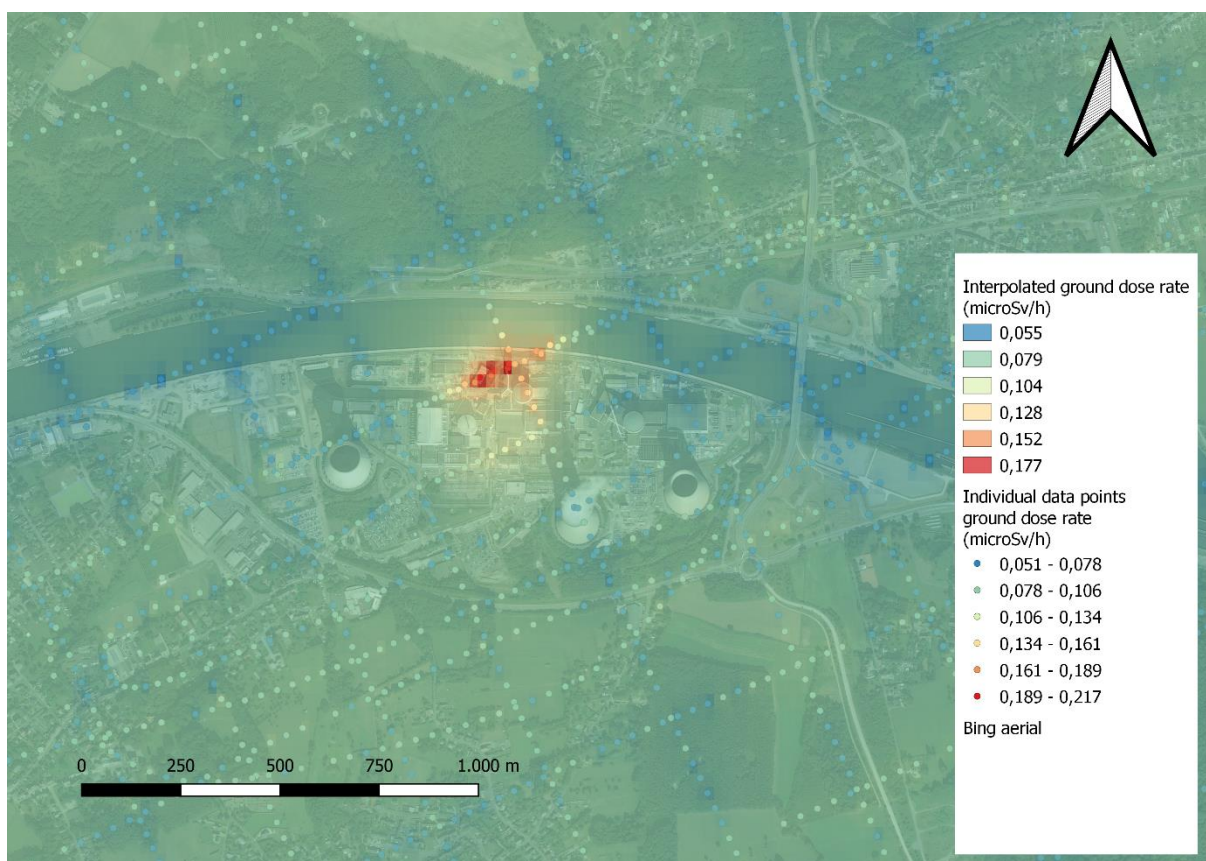 Interpolated ground dose rate
(microSv/h)
0,055
0,079
0,104
0,128
0,152
0,177
Individual data points
ground dose rate
(microSv/h)
0,051 - 0,078
0,078 - 0,106
0,106 - 0,134
0,134 - 0,161
0,161 - 0,189
0,189 - 0,217
Bing aerial
0 250 500 750 1.000 m